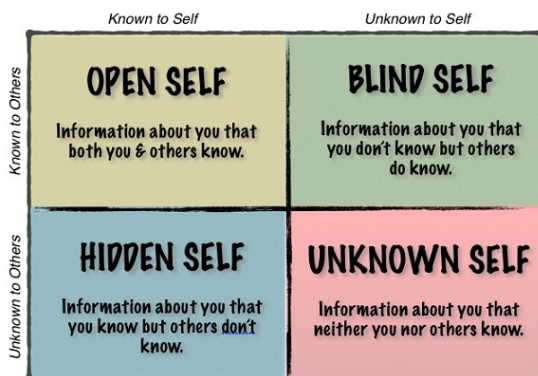 Known to Self
Unknown to Self
Known to Others
OPEN SELF
Information about you that
both you & others know.
BLIND SELF
Information about you that
you don't know but others
do know.
Unknown to Others
HIDDEN SELF
Information about you that
you know but others don't
know.
UNKNOWN SELF
Information about you that
neither you nor others know.